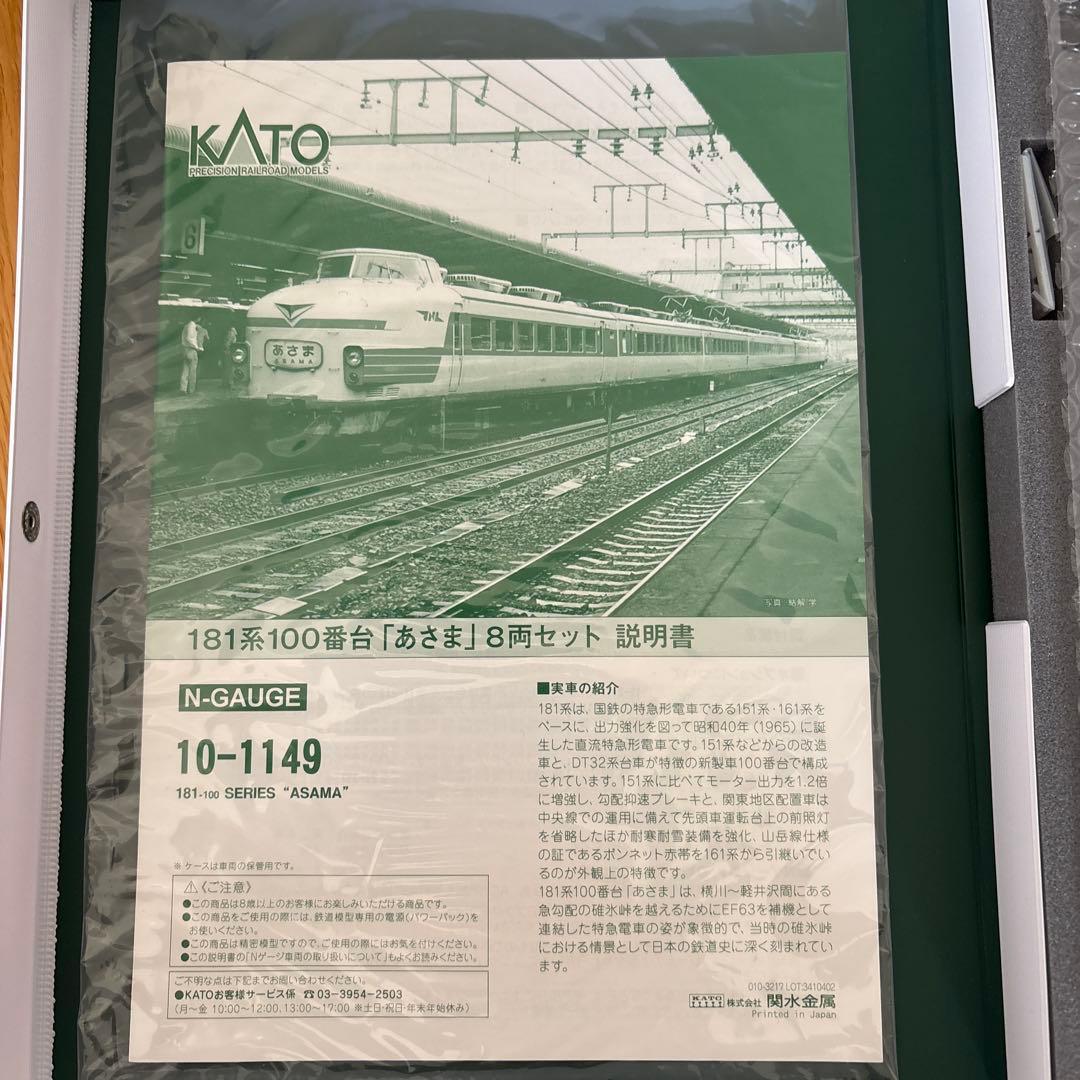 KATO
PRECISION RAILROAD MODELS
6
あさま
ASAMA
写真 鮎解 学
181系100番台「あさま」8両セット 説明書
N-GAUGE
10-1149
181-100 SERIES “ASAMA”
※ ケースは車両の保管用です。
⚠〈ご注意〉
●この商品は8歳以上のお客様にお楽しみいただける商品です。
●この商品をご使用の際には、鉄道模型専用の電源(パワーパック)を
お使いください。
●この商品は精密模型ですので、ご使用の際にはお気を付けください。
●この説明書の「Nゲージ車両の取り扱いについて」もよくお読みください。
ご不明な点は下記までお問い合わせください。
●KATOお客様サービス係 ☎03-3954-2503
(月〜金 10:00〜12:00、13:00〜17:00 ※土日・祝日・年末年始休み)
■実車の紹介
181系は、国鉄の特急形電車である151系・161系を
ベースに、出力強化を図って昭和40年(1965)に誕
生した直流特急形電車です。151系などからの改造
車と、DT32系台車が特徴の新製車100番台で構成
されています。151系に比べてモーター出力を1.2倍
に増強し、勾配抑速ブレーキと、関東地区配置車は
中央線での運用に備えて先頭車運転台上の前照灯
を省略したほか耐寒耐雪装備を強化、山岳線仕様
の証であるボンネット赤帯を161系から引継いでいる
のが外観上の特徴です。
181系100番台「あさま」は、横川〜軽井沢間にある
急勾配の碓氷峠を越えるためにEF63を補機として
連結した特急電車の姿が象徴的で、当時の碓氷峠
における情景として日本の鉄道史に深く刻まれてい
ます。
010-3217 LOT:3410402
KATO 株式会社 関水金属
Printed in Japan